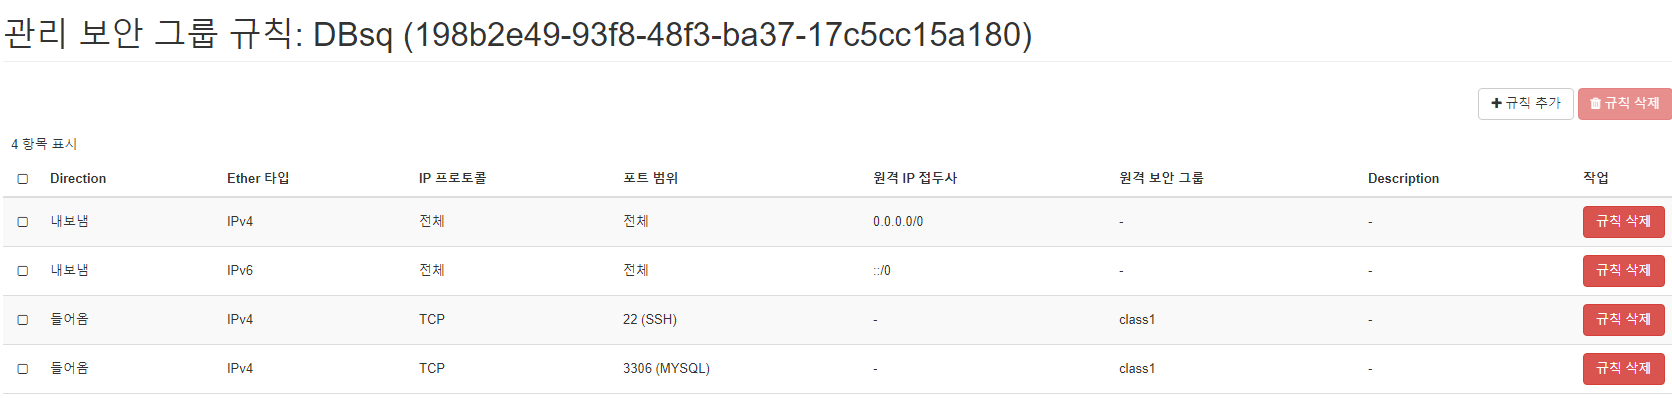 관리 보안 그룹 규칙: DBsq (198b2e49-93f8-48f3-ba37-17c5cc15a180)
규칙 추가 규칙 삭제
4 항목 표시
Direction Ether 타입 IP 프로토콜 포트 범위 원격 IP 접두사 원격 보안 그룹 Description 작업
내보냄 IPv4 전체 전체 0.0.0.0/0 - - 규칙 삭제
내보냄 IPv6 전체 전체 ::/0 - - 규칙 삭제
들어옴 IPv4 TCP 22 (SSH) - class1 - 규칙 삭제
들어옴 IPv4 TCP 3306 (MYSQL) - class1 - 규칙 삭제